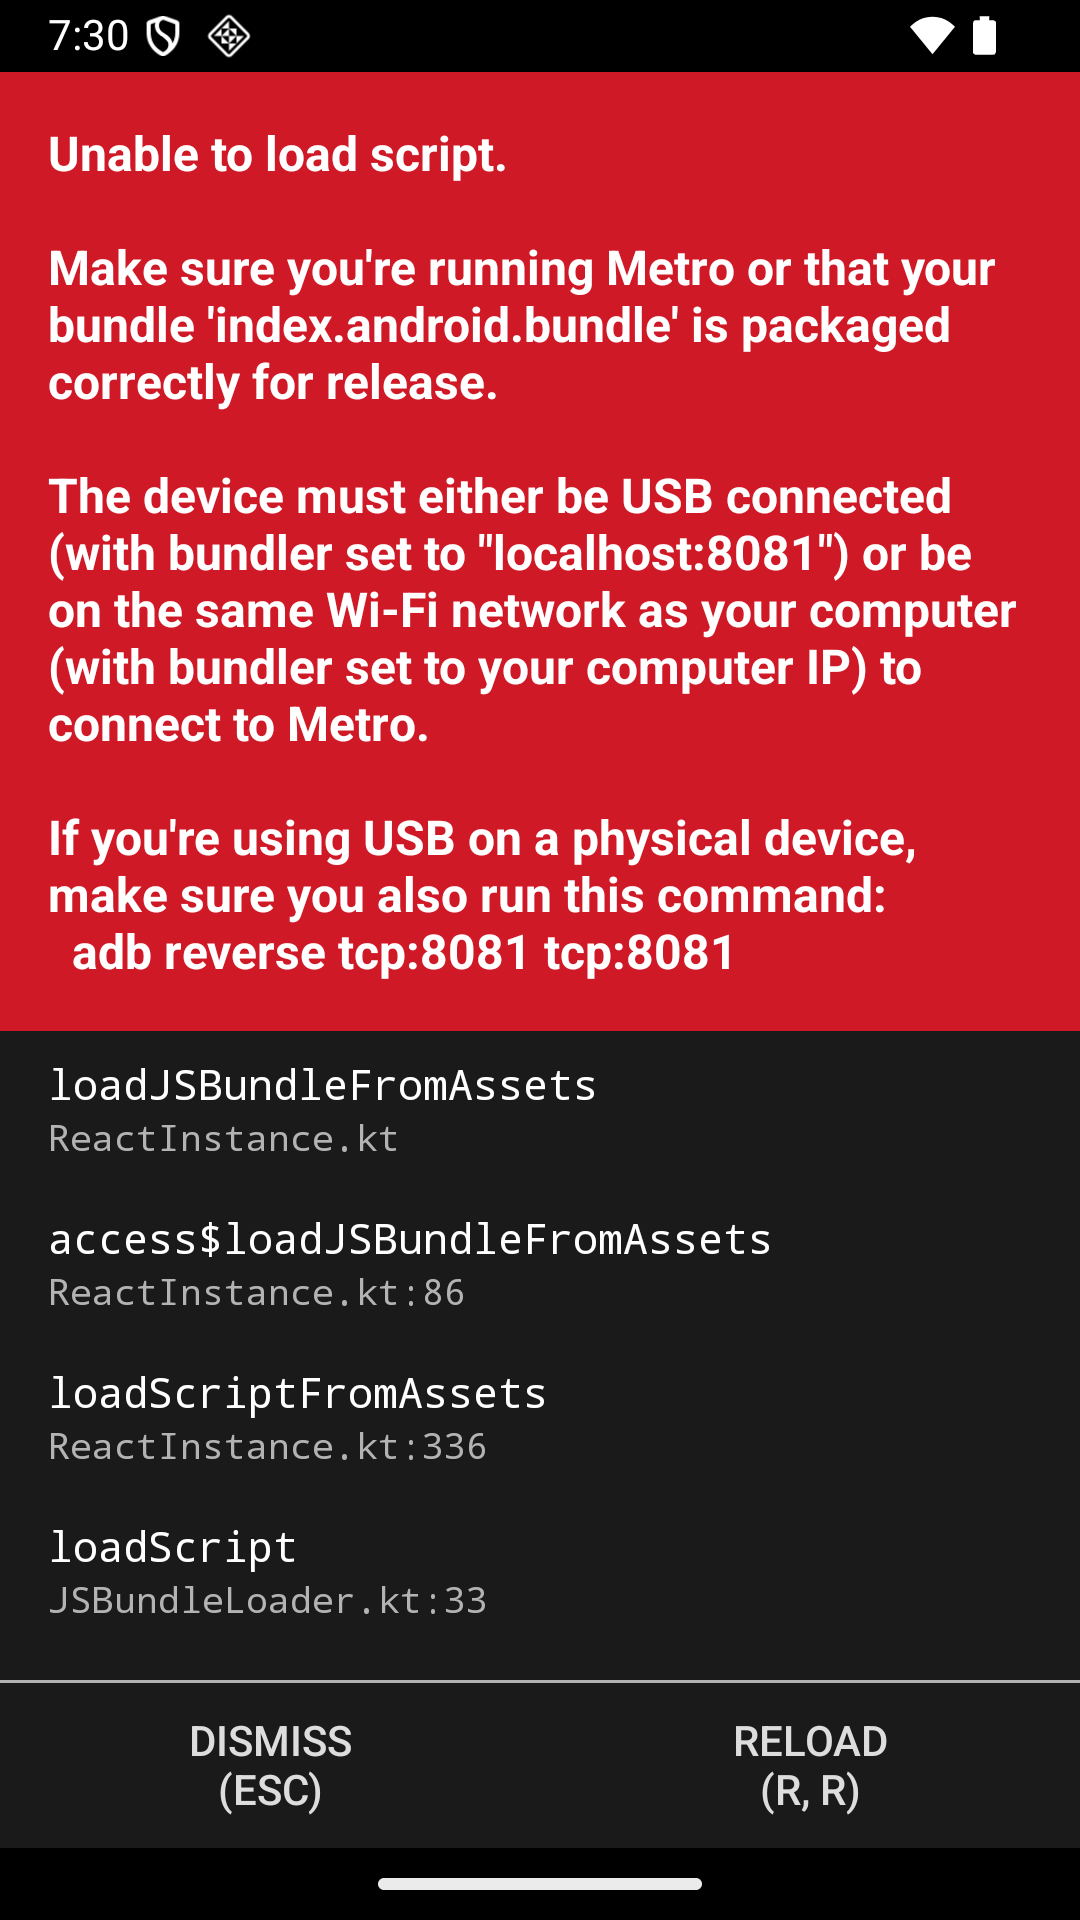 7:30
Unable to load script.
Make sure you're running Metro or that your
bundle 'index.android.bundle' is packaged
correctly for release.
The device must either be USB connected
(with bundler set to "localhost:8081") or be
on the same Wi-Fi network as your computer
(with bundler set to your computer IP) to
connect to Metro.
If you're using USB on a physical device,
make sure you also run this command:
adb reverse tcp:8081 tcp:8081
loadJSBundleFromAssets
ReactInstance.kt
access$loadJSBundleFromAssets
ReactInstance.kt:86
loadScriptFromAssets
ReactInstance.kt:336
loadScript
JSBundleLoader.kt:33
DISMISS
(ESC)
RELOAD
(R, R)